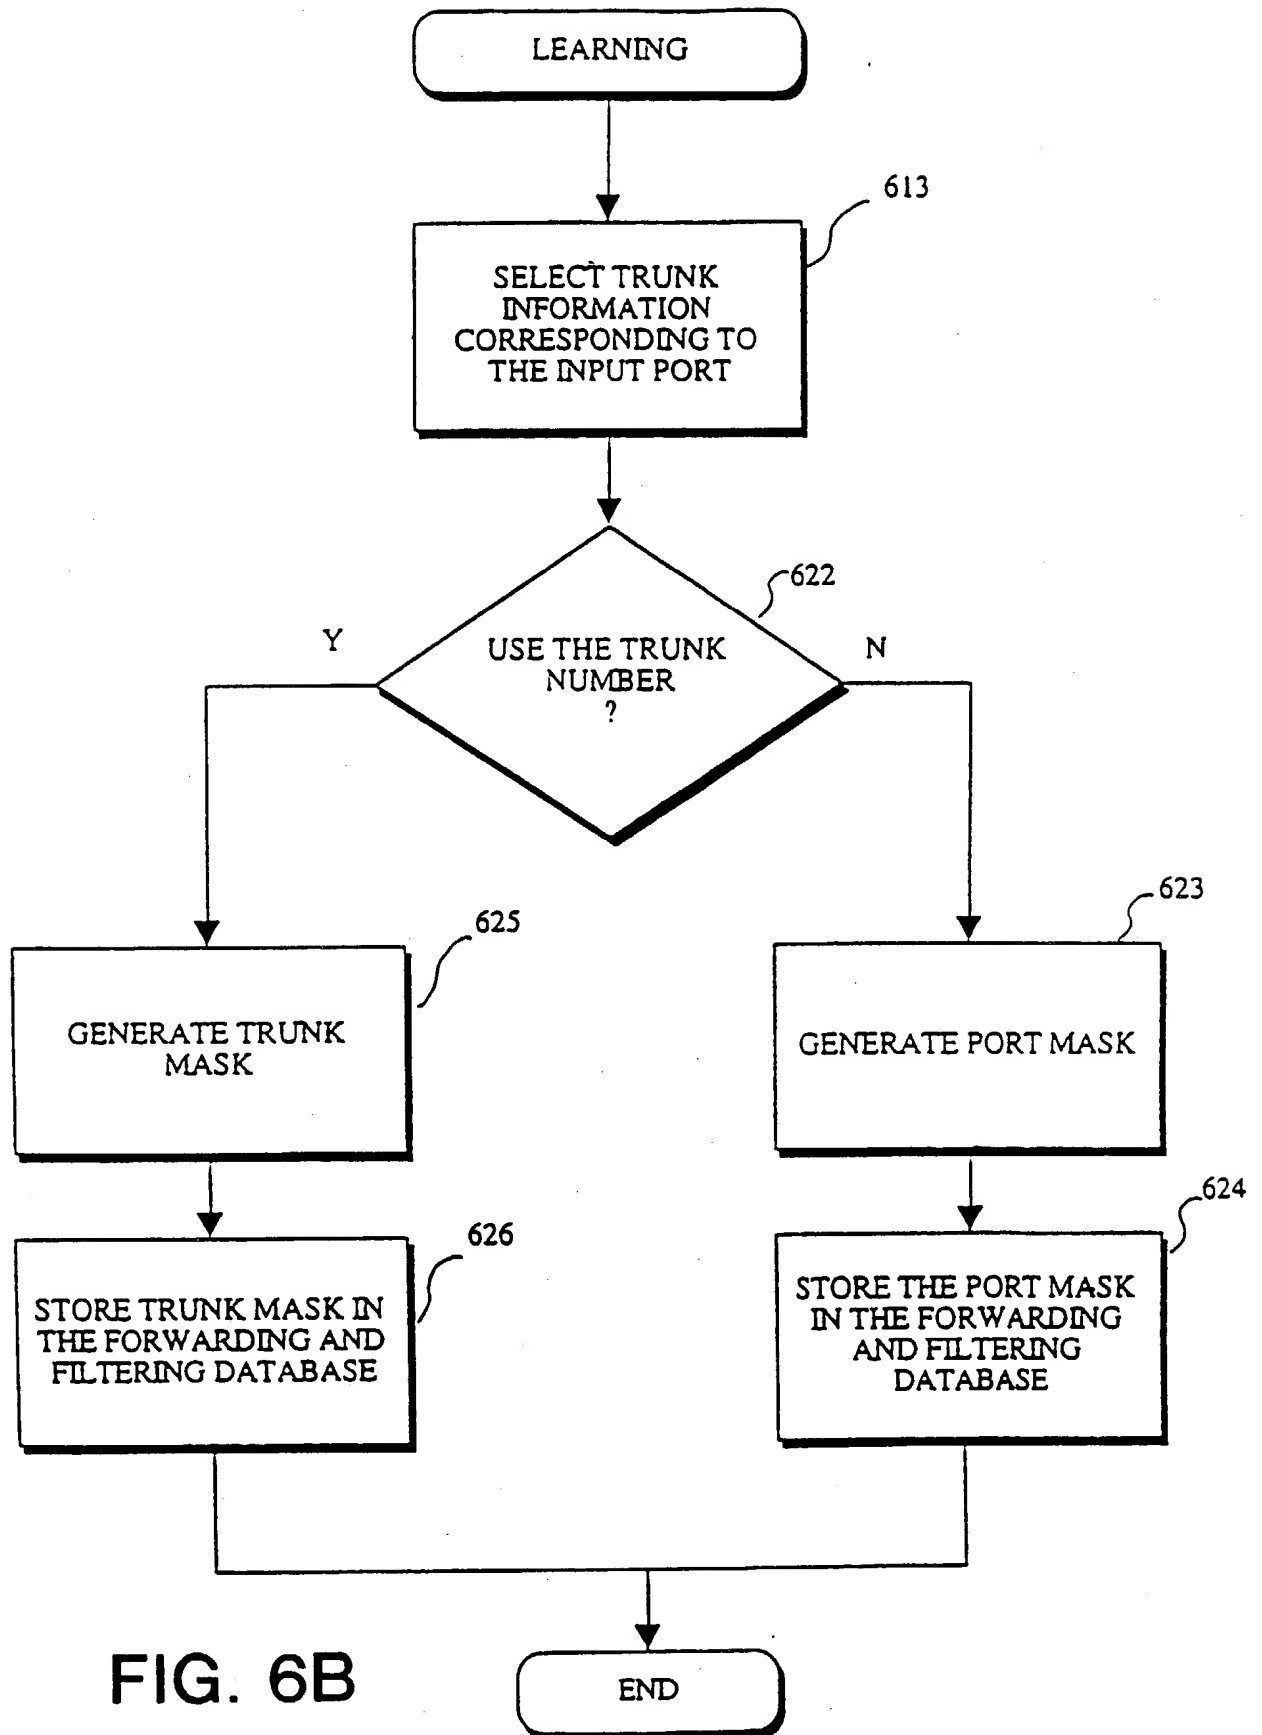 LEARNING
613
SELECT TRUNK
INFORMATION
CORRESPONDING TO
THE INPUT PORT
622
Y
USE THE TRUNK
NUMBER
?
N
625
GENERATE TRUNK
MASK
623
GENERATE PORT MASK
626
STORE TRUNK MASK IN
THE FORWARDING AND
FILTERING DATABASE
624
STORE THE PORT MASK
IN THE FORWARDING
AND FILTERING
DATABASE
END
FIG. 6B